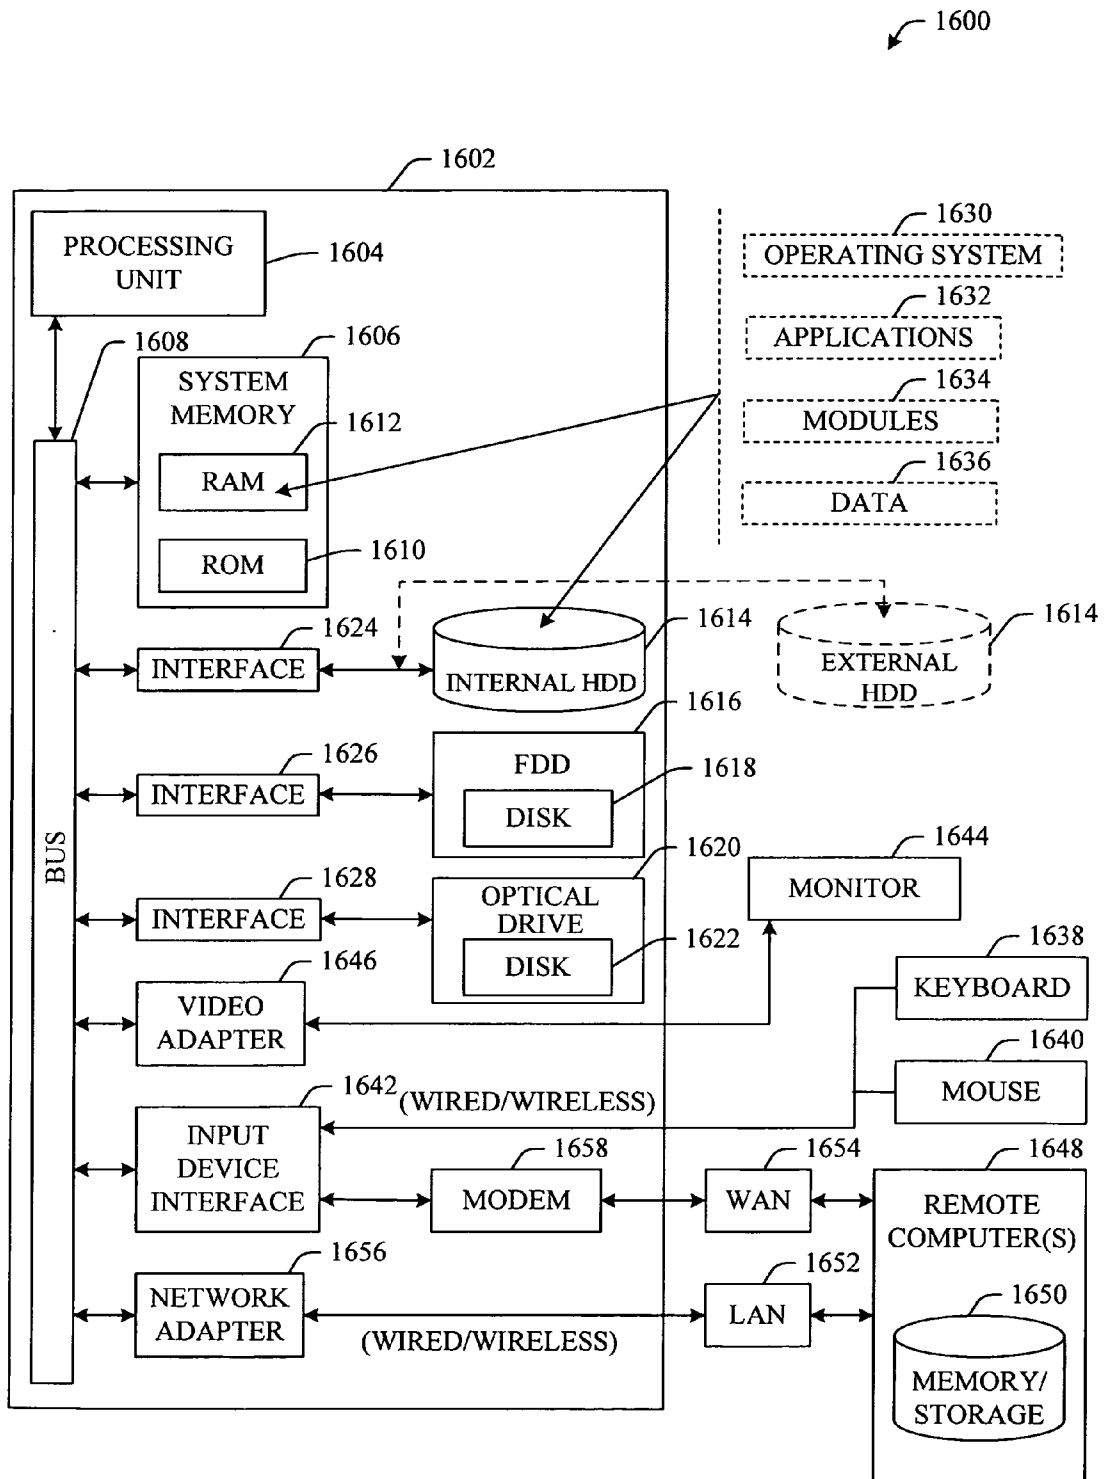 1600
1602
PROCESSING
UNIT
1604
1630
OPERATING SYSTEM
1632
APPLICATIONS
1634
MODULES
1636
DATA
1608
1606
SYSTEM
MEMORY
1612
RAM
1610
ROM
BUS
1624
INTERFACE
1614
INTERNAL HDD
1614
EXTERNAL
HDD
1626
INTERFACE
1616
FDD
1618
DISK
1628
INTERFACE
1620
OPTICAL
DRIVE
1622
DISK
1644
MONITOR
1646
VIDEO
ADAPTER
1638
KEYBOARD
1640
MOUSE
1642
(WIRED/WIRELESS)
INPUT
DEVICE
INTERFACE
1658
MODEM
1654
WAN
1648
REMOTE
COMPUTER(S)
1656
NETWORK
ADAPTER
(WIRED/WIRELESS)
1652
LAN
1650
MEMORY/
STORAGE